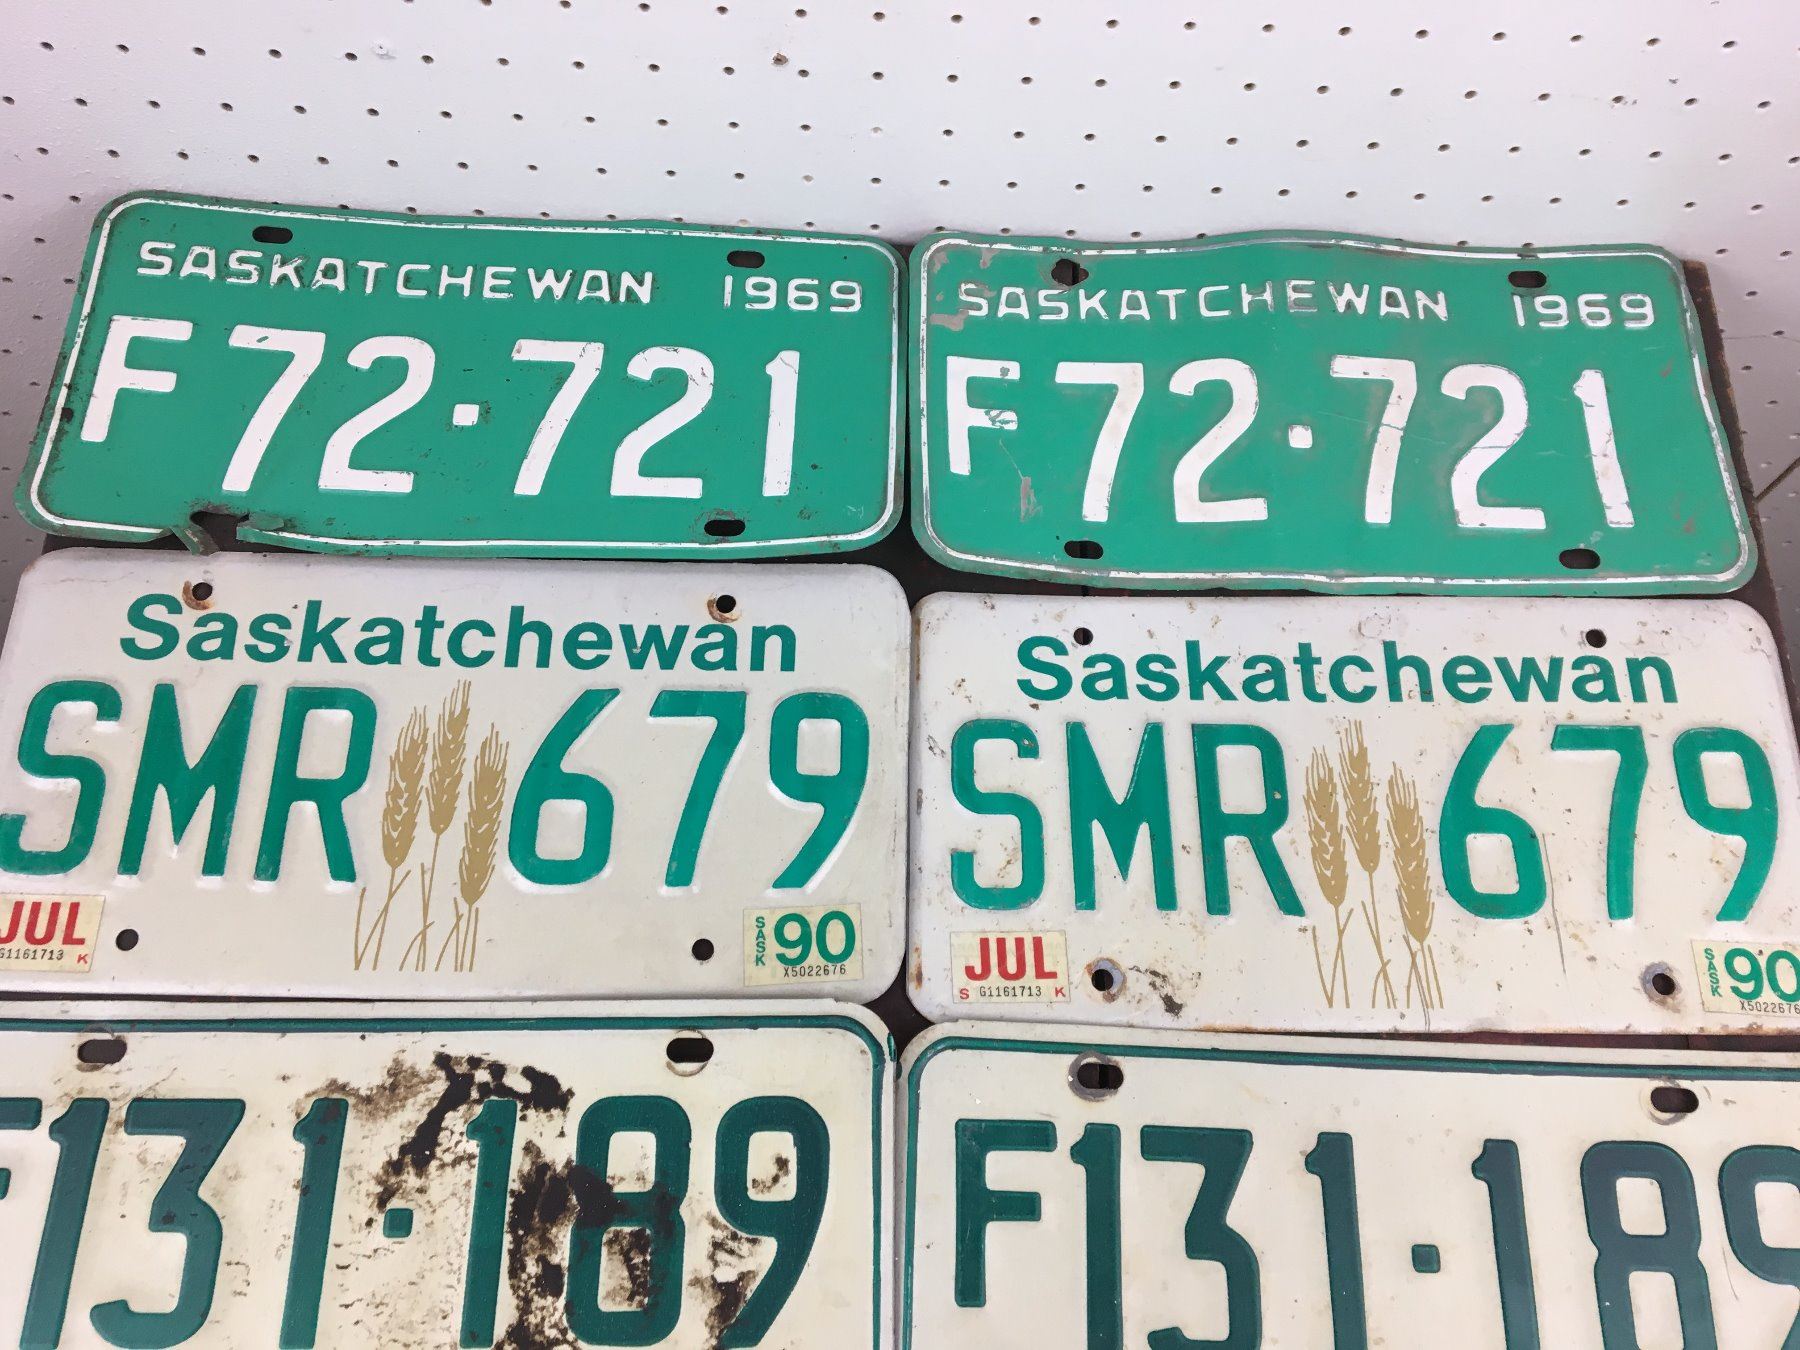 SASKATCHEWAN 1969
F72·721
SASKATCHEWAN 1969
F72·721
Saskatchewan
SMR 679
JUL
G1161713 K
SASK 90
X5022676
Saskatchewan
SMR 679
JUL
S G1161713 K
SASK 90
X5022676
F131·189
F131·189